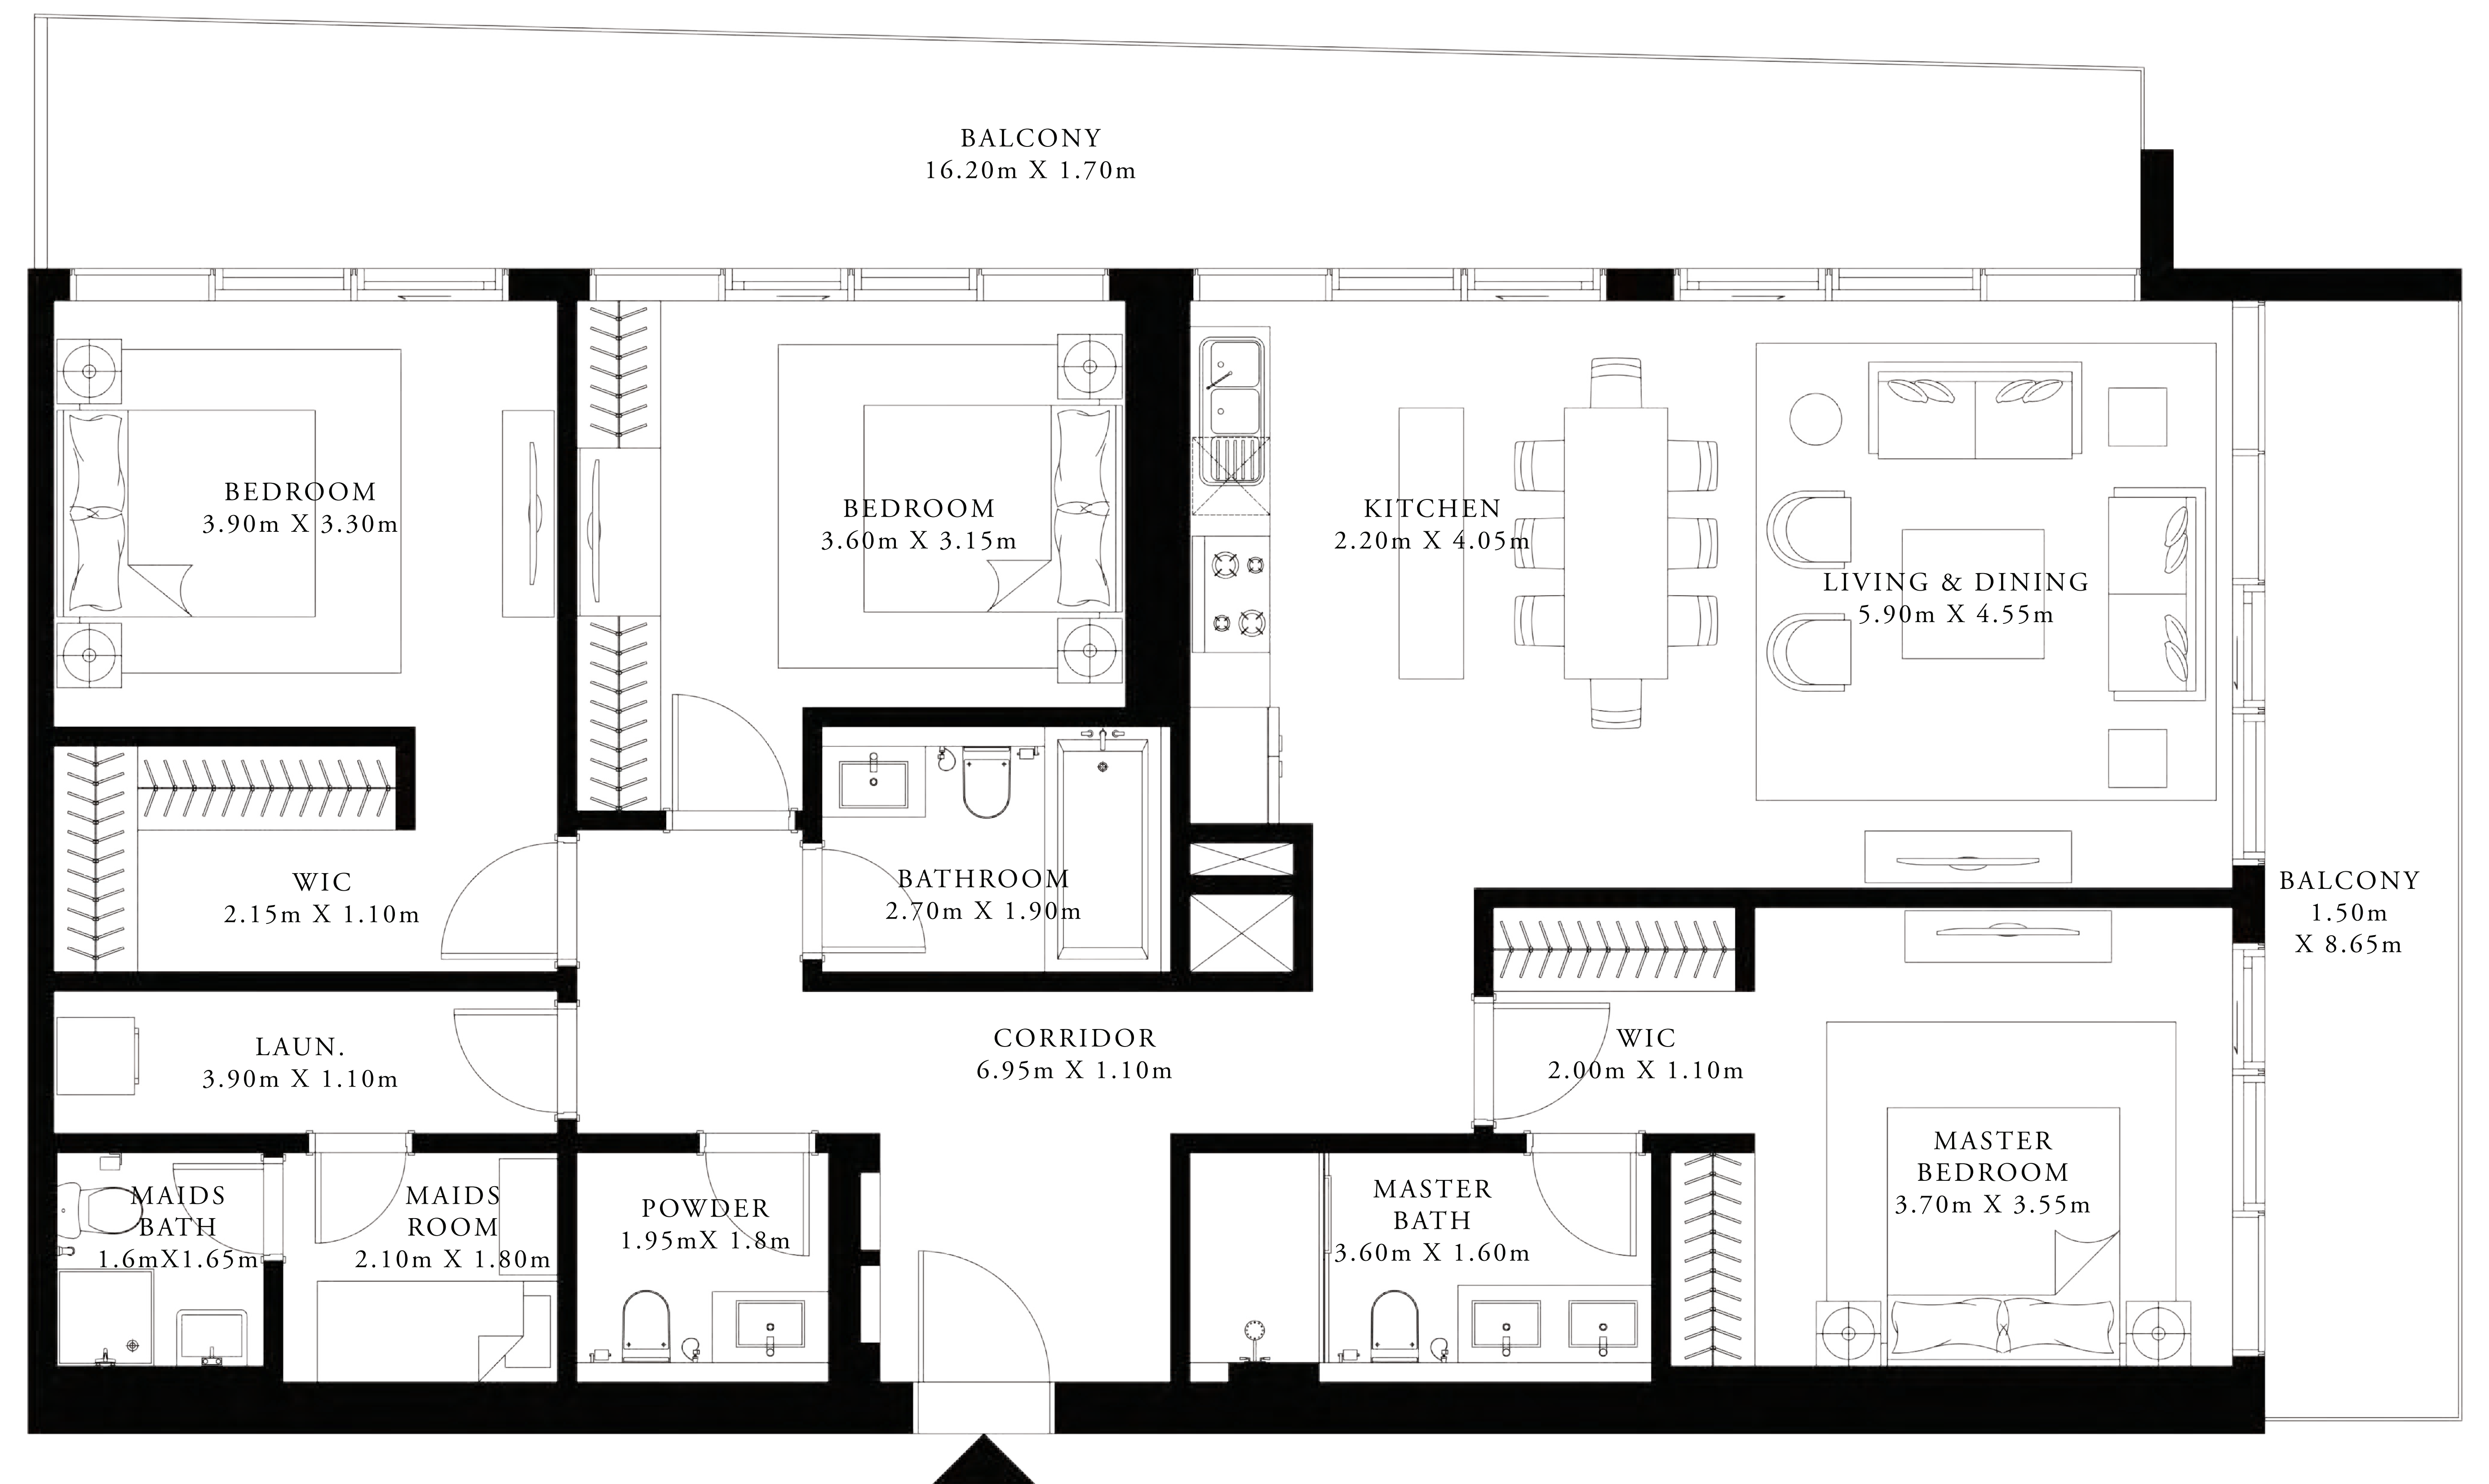 BALCONY
16.20m X 1.70m
BEDROOM
3.90m X 3.30m
BEDROOM
3.60m X 3.15m
KITCHEN
2.20m X 4.05m
LIVING & DINING
5.90m X 4.55m
WIC
2.15m X 1.10m
BATHROOM
2.70m X 1.90m
BALCONY
1.50m
X 8.65m
LAUN.
3.90m X 1.10m
CORRIDOR
6.95m X 1.10m
WIC
2.00m X 1.10m
MAIDS
BATH
1.6mX1.65m
MAIDS
ROOM
2.10m X 1.80m
POWDER
1.95mX 1.8m
MASTER
BATH
3.60m X 1.60m
MASTER
BEDROOM
3.70m X 3.55m